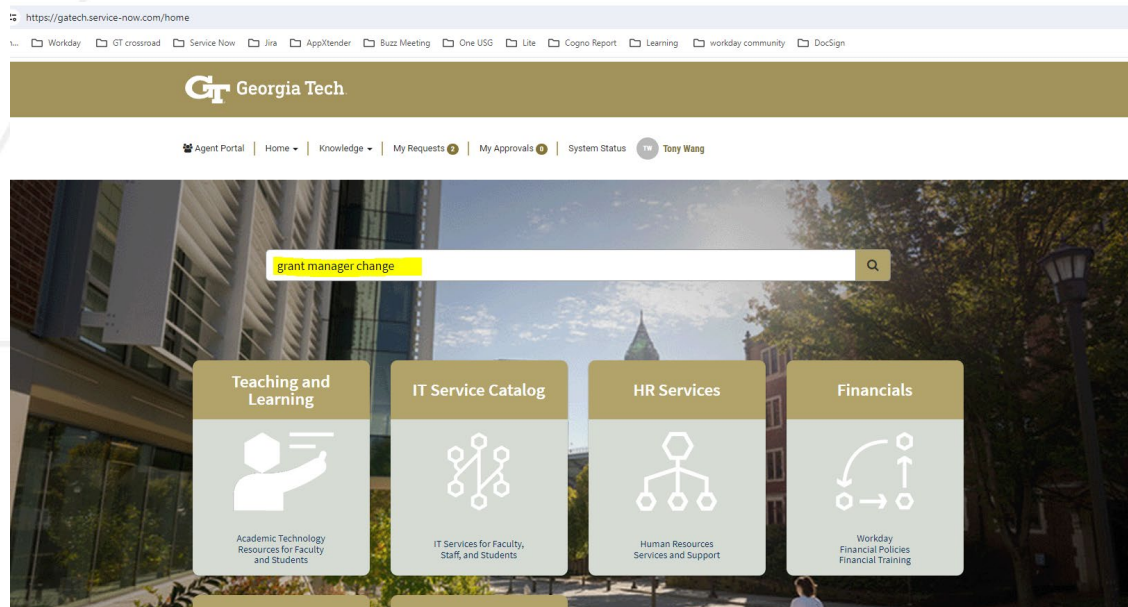 https://gatech.service-now.com/home
Workday GT crossroad Service Now Jira AppXtender Buzz Meeting One USG Lite Cogno Report Learning workday community DocSign
GT Georgia Tech
Agent Portal | Home | Knowledge | My Requests 2 | My Approvals 0 | System Status TW Tony Wang
grant manager change
Teaching and
Learning
Academic Technology
Resources for Faculty
and Students
IT Service Catalog
IT Services for Faculty,
Staff, and Students
HR Services
Human Resources
Services and Support
Financials
Workday
Financial Policies
Financial Training